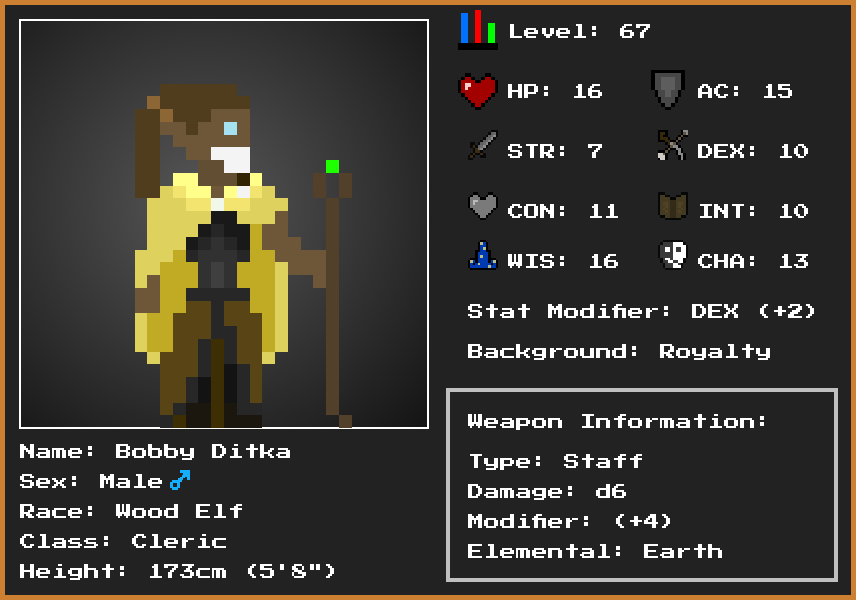 Level: 67
HP: 16 AC: 15
STR: 7 DEX: 10
CON: 11 INT: 10
WIS: 16 CHA: 13
Stat Modifier: DEX (+2)
Background: Royalty
Weapon Information:
Type: Staff
Damage: d6
Modifier: (+4)
Elemental: Earth
Name: Bobby Ditka
Sex: Male ♂
Race: Wood Elf
Class: Cleric
Height: 173cm (5'8")